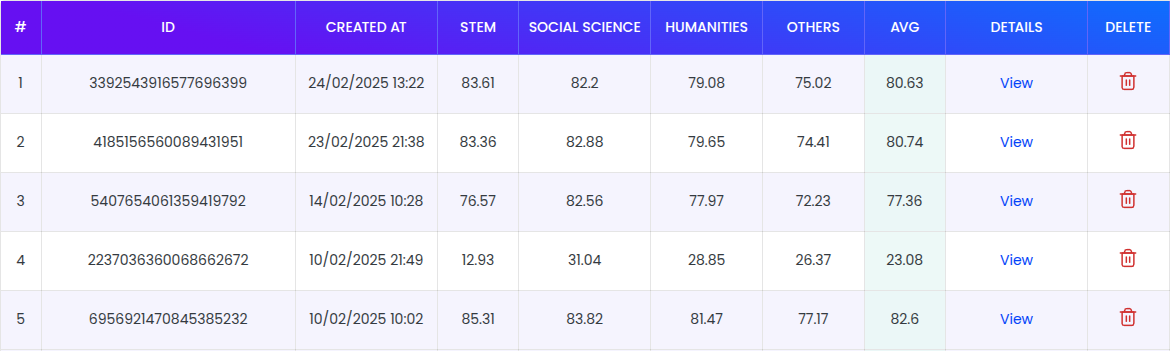 # ID CREATED AT STEM SOCIAL SCIENCE HUMANITIES OTHERS AVG DETAILS DELETE
1 3392543916577696399 24/02/2025 13:22 83.61 82.2 79.08 75.02 80.63 View
2 4185156560089431951 23/02/2025 21:38 83.36 82.88 79.65 74.41 80.74 View
3 5407654061359419792 14/02/2025 10:28 76.57 82.56 77.97 72.23 77.36 View
4 2237036360068662672 10/02/2025 21:49 12.93 31.04 28.85 26.37 23.08 View
5 6956921470845385232 10/02/2025 10:02 85.31 83.82 81.47 77.17 82.6 View